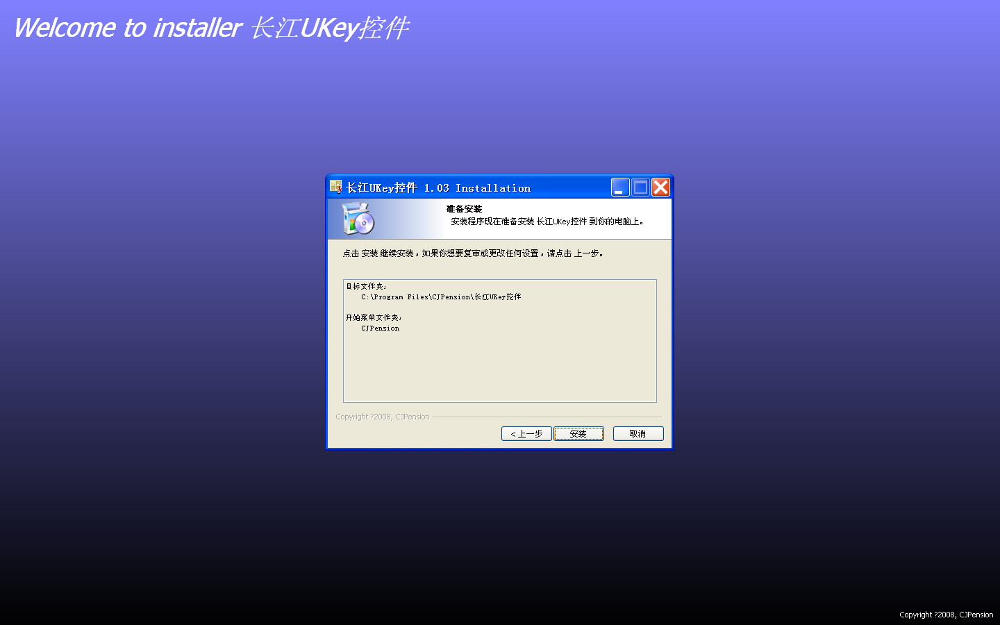 Welcome to installer 长江UKey控件
长江UKey控件 1.03 Installation
准备安装
安装程序现在准备安装 长江UKey控件 到你的电脑上。
点击 安装 继续安装，如果你想要复审或更改任何设置，请点击 上一步。
目标文件夹：
C:\Program Files\CJPension\长江UKey控件
开始菜单文件夹：
CJPension
Copyright ?2008, CJPension
< 上一步
安装
取消
Copyright ?2008, CJPension